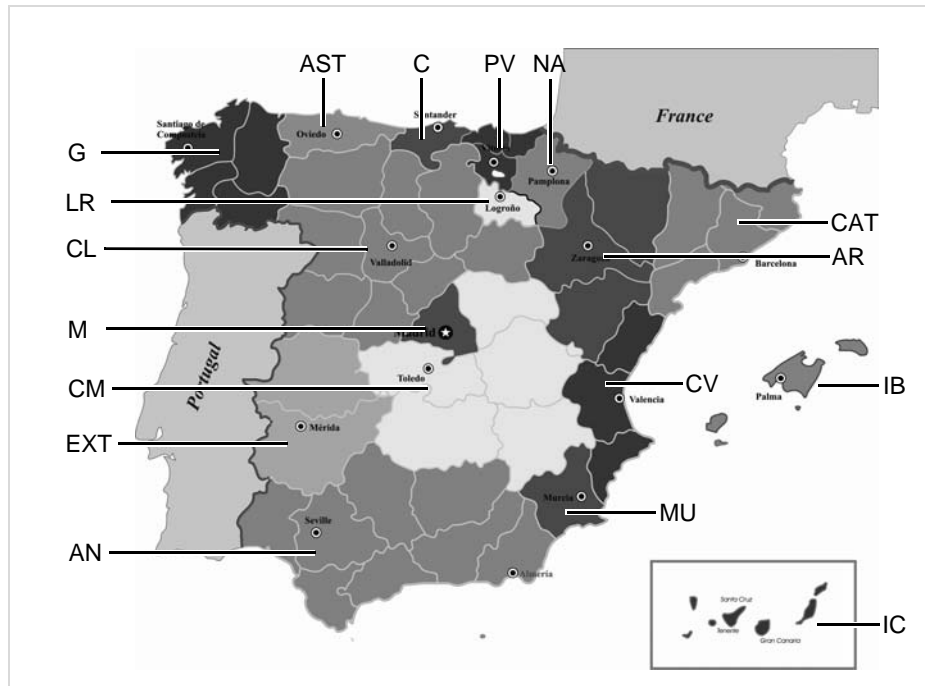 AST
C
PV
NA
Santander
Santiago de
Compostela
Oviedo
France
G
Pamplona
LR
Logroño
CAT
CL
Valladolid
AR
Barcelona
M
Madrid
Portugal
Toledo
CM
CV
IB
Palma
Valencia
EXT
Mérida
Murcia
MU
Seville
AN
Almería
Santa Cruz
Tenerife
Gran Canaria
IC